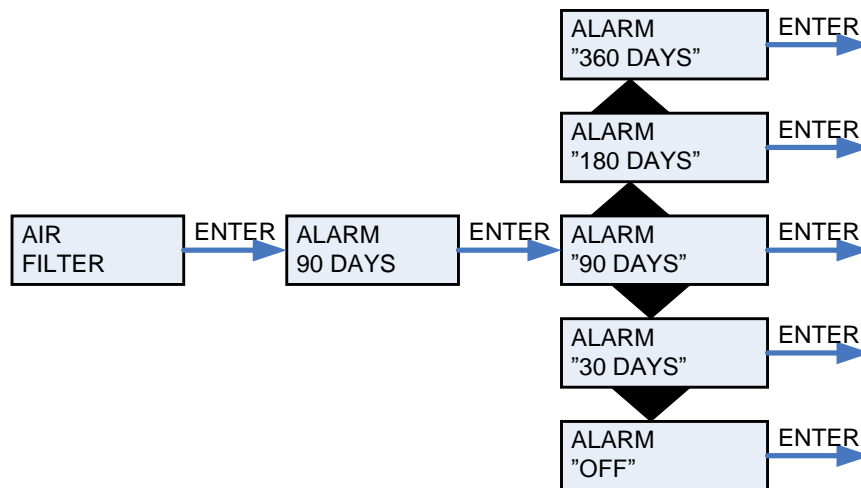 ALARM
”360 DAYS”
ENTER
ALARM
”180 DAYS”
ENTER
AIR
FILTER
ENTER
ALARM
90 DAYS
ENTER
ALARM
”90 DAYS”
ENTER
ALARM
”30 DAYS”
ENTER
ALARM
”OFF”
ENTER